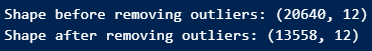 Shape before removing outliers: (20640, 12)
Shape after removing outliers: (13558, 12)